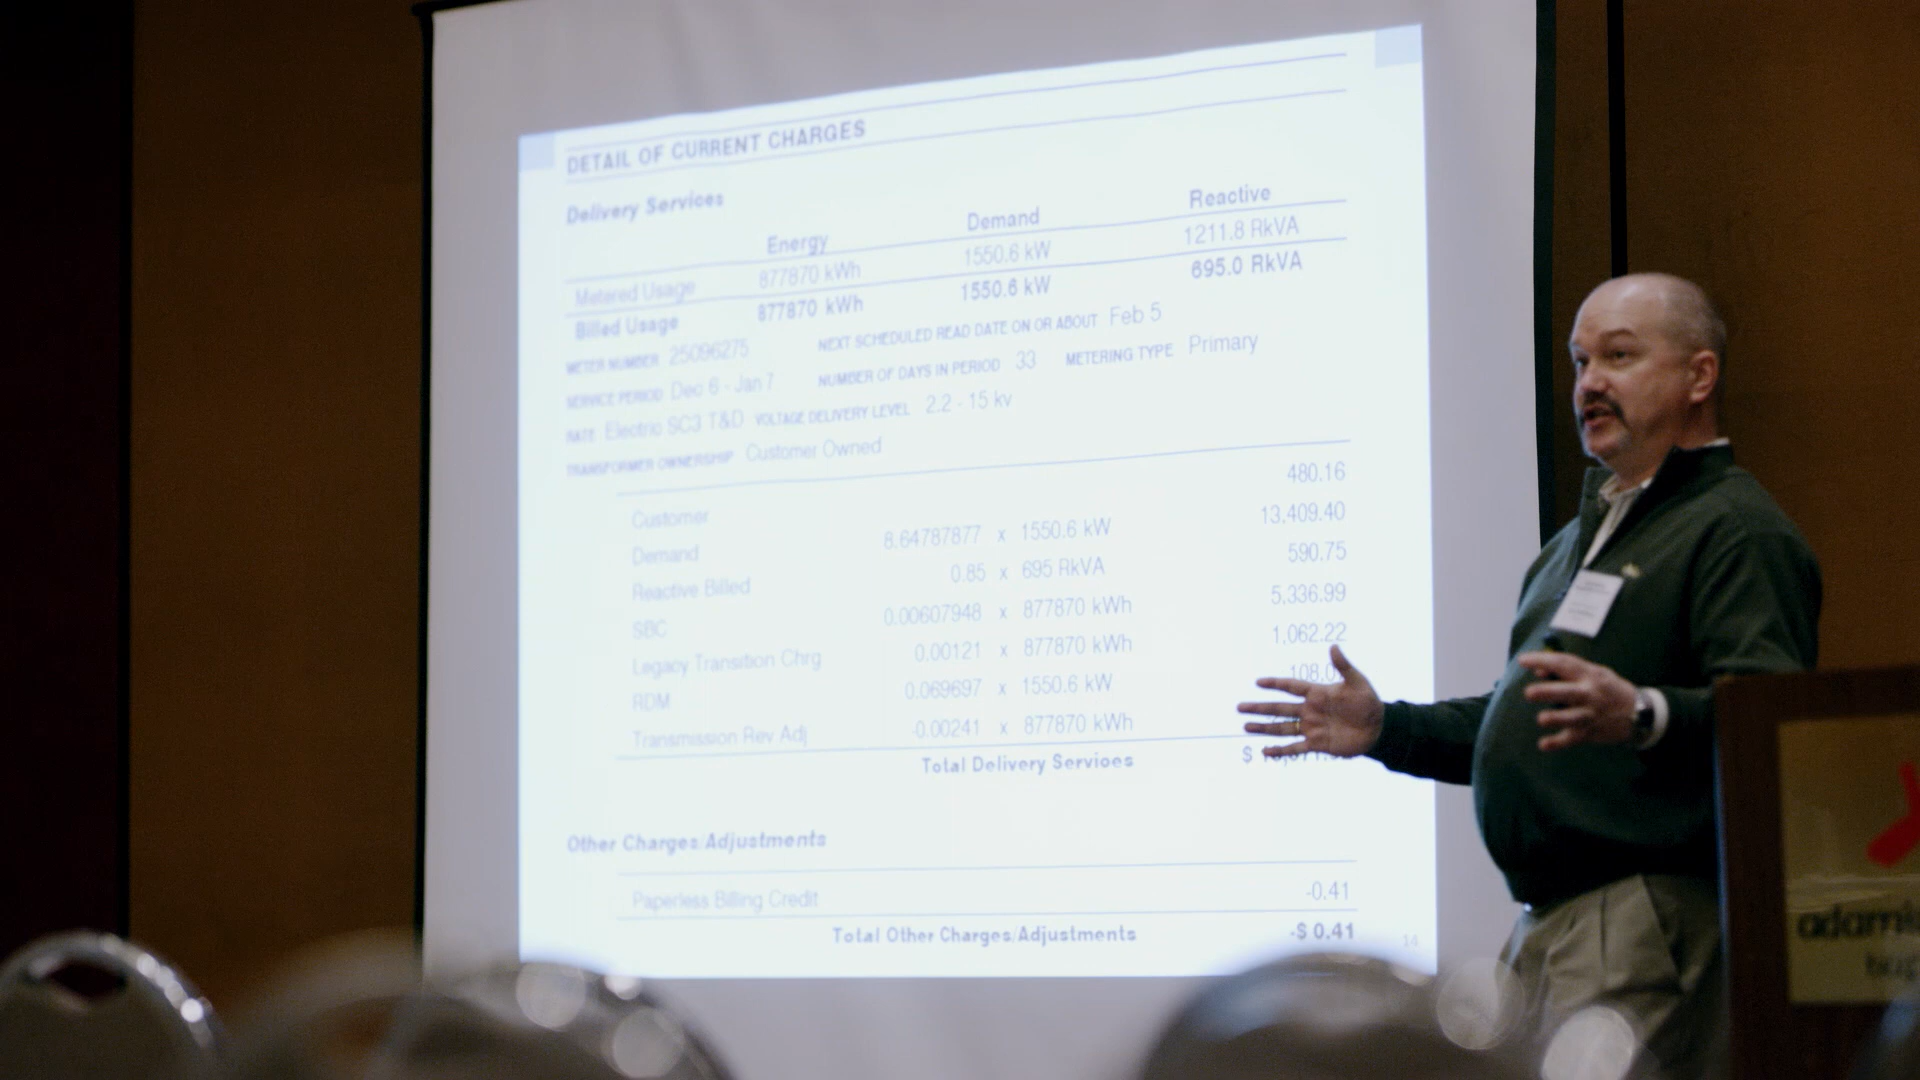 DETAIL OF CURRENT CHARGES
Delivery Services
Energy Demand Reactive
Metered Usage 877870 kWh 1550.6 kW 1211.8 RkVA
Billed Usage 877870 kWh 1550.6 kW 695.0 RkVA
METER NUMBER 25096275 NEXT SCHEDULED READ DATE ON OR ABOUT Feb 5
SERVICE PERIOD Dec 6 - Jan 7 NUMBER OF DAYS IN PERIOD 33 METERING TYPE Primary
RATE Electric SC3 T&D VOLTAGE DELIVERY LEVEL 2.2 - 15 kv
TRANSFORMER OWNERSHIP Customer Owned
Customer 480.16
Demand 8.64787877 x 1550.6 kW 13,409.40
Reactive Billed 0.85 x 695 RkVA 590.75
SBC 0.00607948 x 877870 kWh 5,336.99
Legacy Transition Chrg 0.00121 x 877870 kWh 1,062.22
RDM 0.069697 x 1550.6 kW
Transmission Rev Adj -0.00241 x 877870 kWh
Total Delivery Services $
Other Charges/Adjustments
Paperless Billing Credit -0.41
Total Other Charges/Adjustments -$ 0.41
14